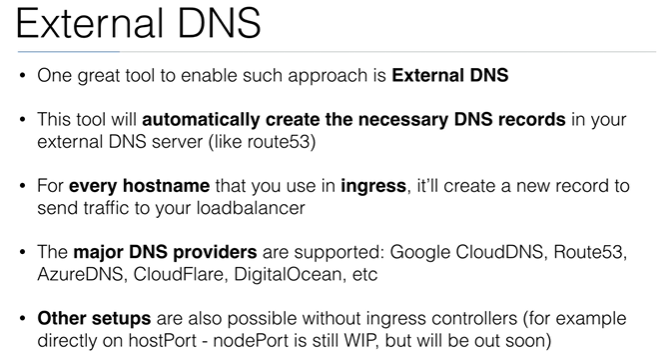 External DNS
• One great tool to enable such approach is External DNS
• This tool will automatically create the necessary DNS records in your
external DNS server (like route53)
• For every hostname that you use in ingress, it'll create a new record to
send traffic to your loadbalancer
• The major DNS providers are supported: Google CloudDNS, Route53,
AzureDNS, CloudFlare, DigitalOcean, etc
• Other setups are also possible without ingress controllers (for example
directly on hostPort - nodePort is still WIP, but will be out soon)